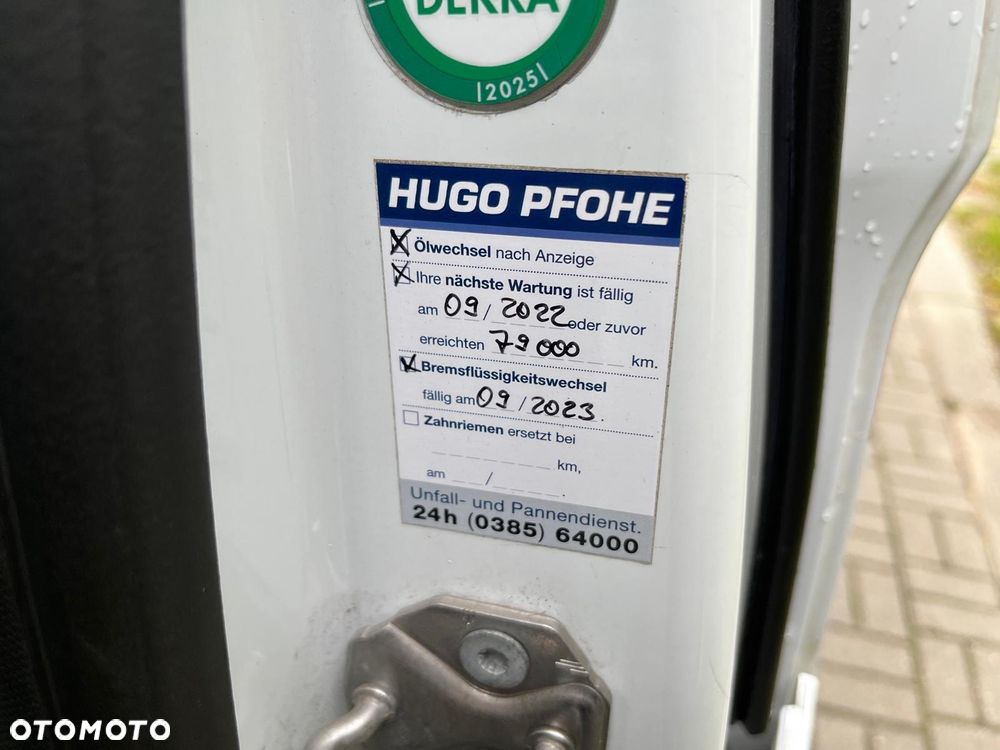 DEKRA
|2025|
HUGO PFOHE
Ölwechsel nach Anzeige
Ihre nächste Wartung ist fällig
am 09/2022 oder zuvor
erreichten 79000 km.
Bremsflüssigkeitswechsel
fällig am 09/2023.
Zahnriemen ersetzt bei
km,
am / .
Unfall- und Pannendienst.
24h (0385) 64000
OTOMOTO